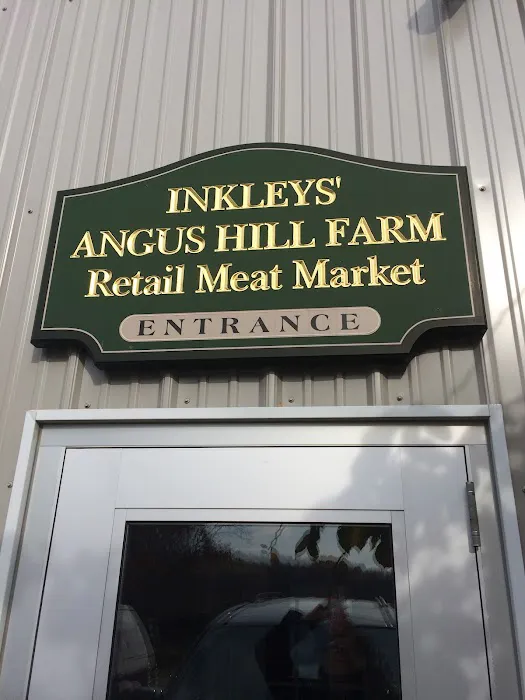 INKLEYS'
ANGUS HILL FARM
Retail Meat Market
ENTRANCE